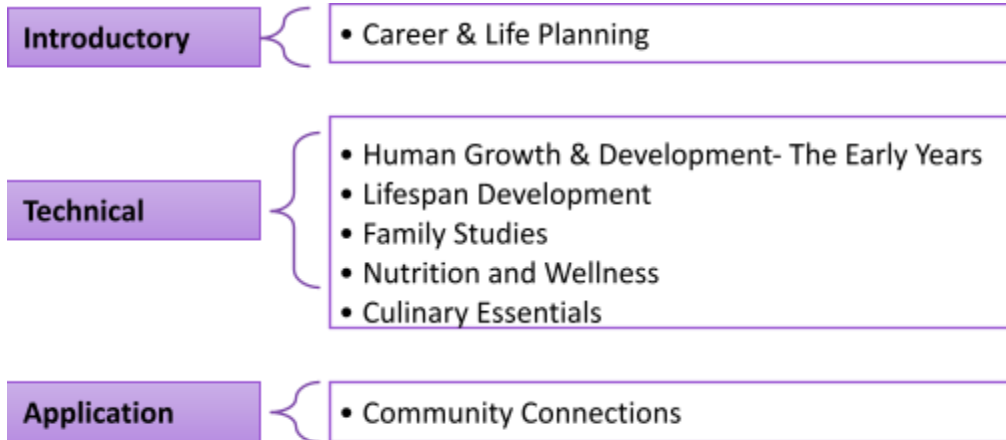 Introductory
• Career & Life Planning
Technical
• Human Growth & Development- The Early Years
• Lifespan Development
• Family Studies
• Nutrition and Wellness
• Culinary Essentials
Application
• Community Connections